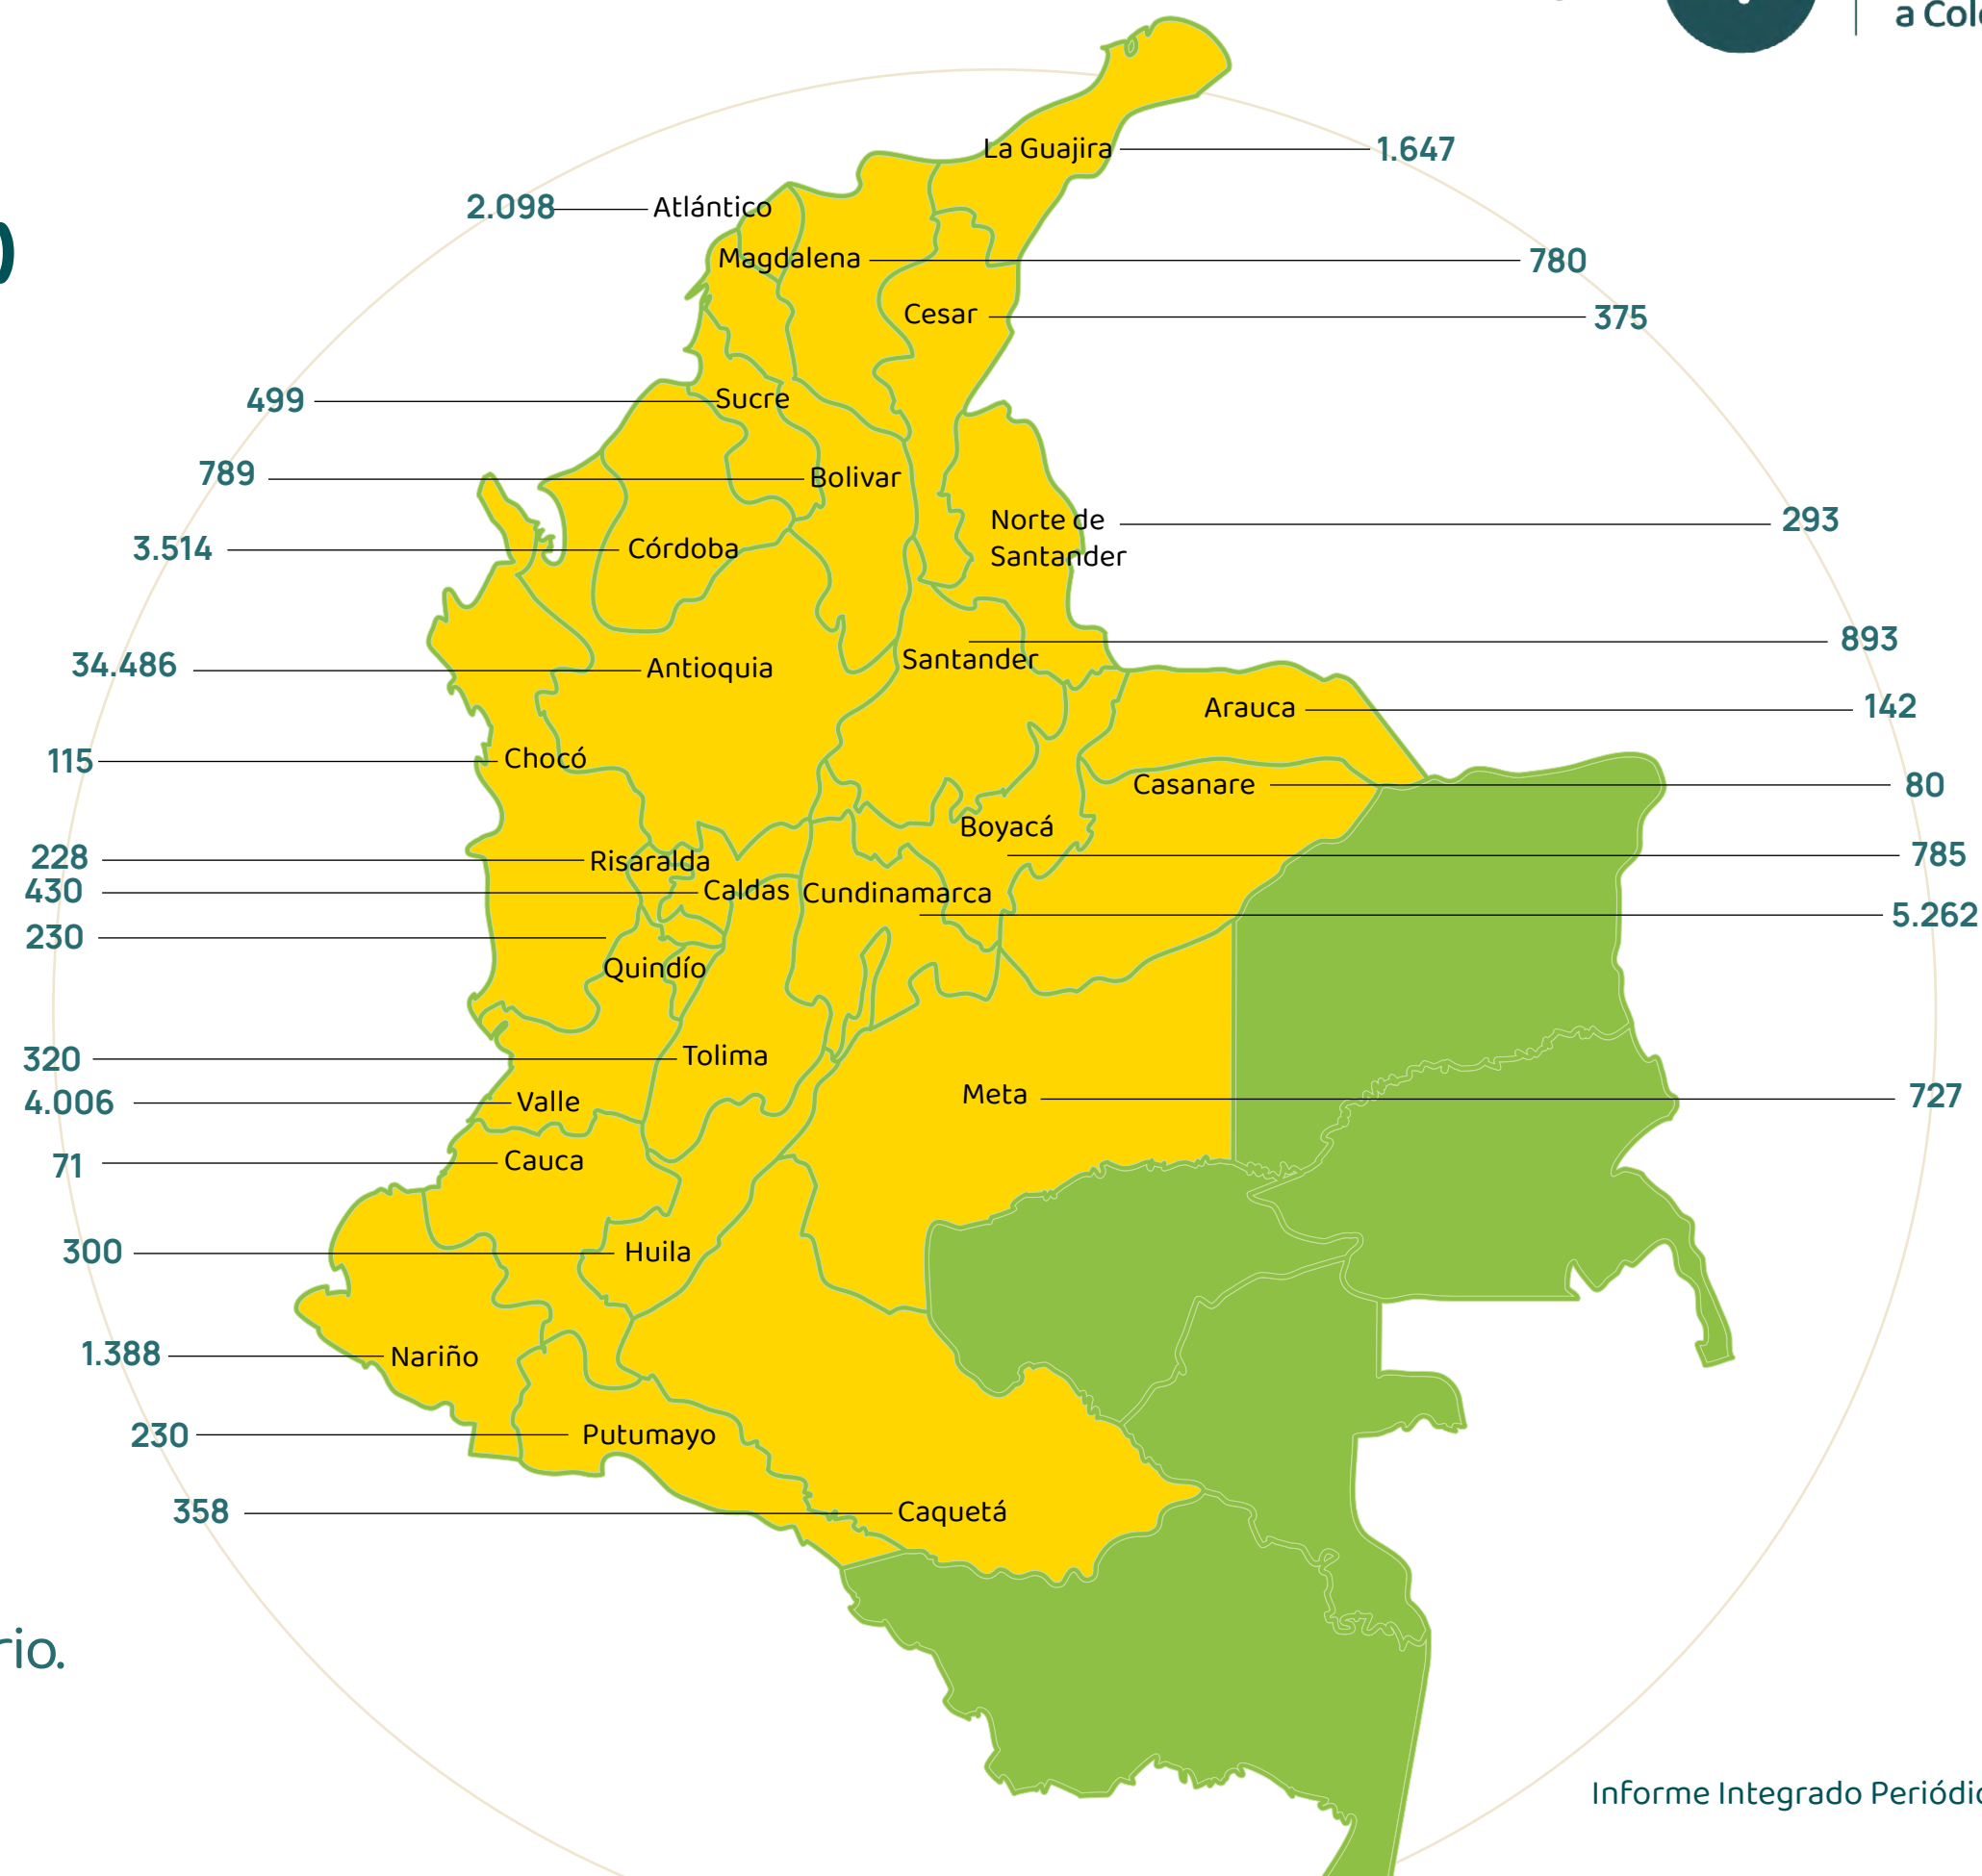 a Col
La Guajira 1.647
2.098 Atlántico
Magdalena 780
Cesar 375
499 Sucre
789 Bolivar
Norte de 293
Santander
3.514 Córdoba
893
Santander
34.486 Antioquia
Arauca 142
115 Chocó
Casanare 80
Boyacá
785
228 Risaralda
430 Caldas Cundinamarca
5.262
230
Quindío
320 Tolima
Meta 727
4.006 Valle
71 Cauca
300 Huila
1.388 Nariño
230 Putumayo
358 Caquetá
rio.
Informe Integrado Periódic